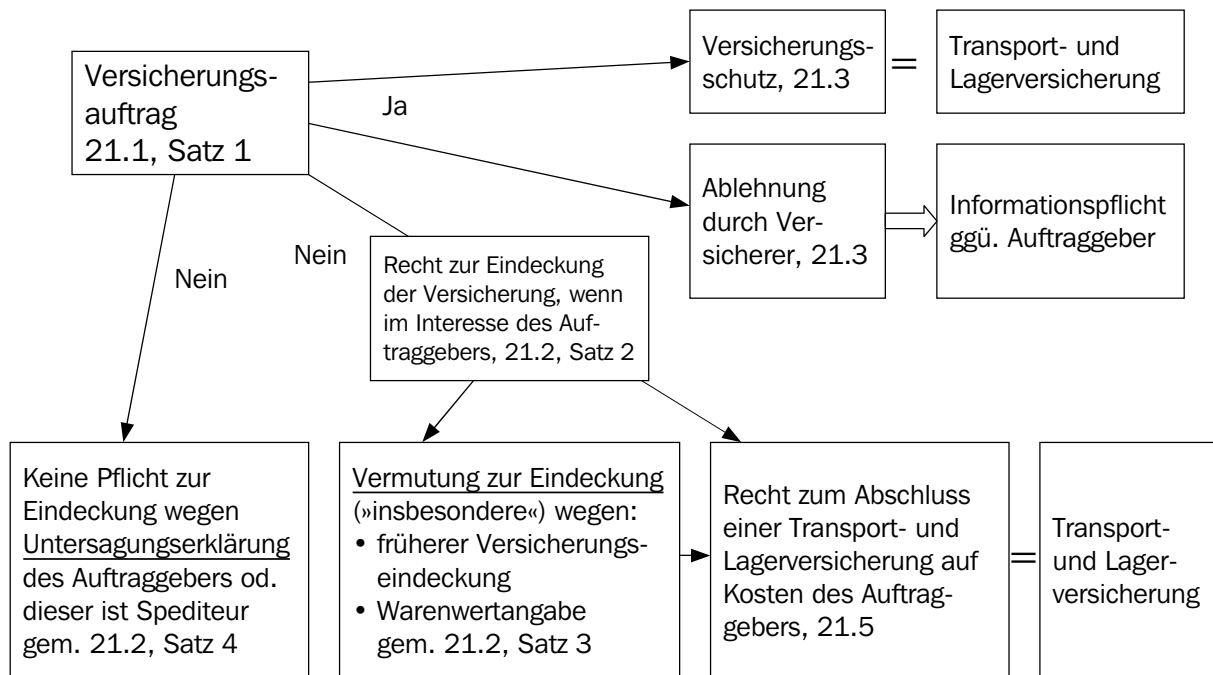 Versicherungs-
auftrag
21.1, Satz 1
Ja
Nein
Nein
Versicherungs-
schutz, 21.3
=
Transport- und
Lagerversicherung
Ablehnung
durch Ver-
sicherer, 21.3
Informationspflicht
ggü. Auftraggeber
Recht zur Eindeckung
der Versicherung, wenn
im Interesse des Auf-
traggebers, 21.2, Satz 2
Keine Pflicht zur
Eindeckung wegen
Untersagungserklärung
des Auftraggebers od.
dieser ist Spediteur
gem. 21.2, Satz 4
Vermutung zur Eindeckung
(»insbesondere«) wegen:
• früherer Versicherungs-
eindeckung
• Warenwertangabe
gem. 21.2, Satz 3
Recht zum Abschluss
einer Transport- und
Lagerversicherung auf
Kosten des Auftrag-
gebers, 21.5
=
Transport-
und Lager-
versicherung